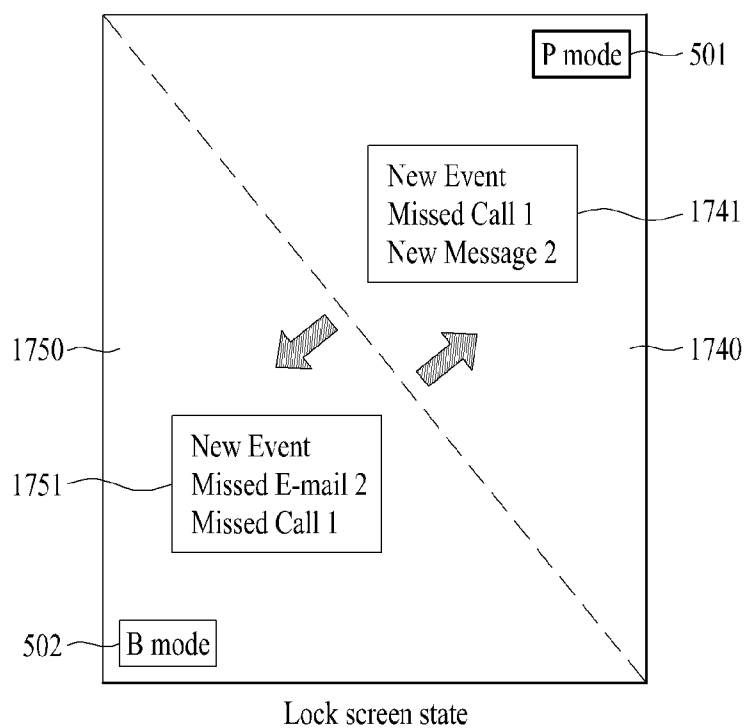 P mode
501
New Event
Missed Call 1
New Message 2
1741
1750
1740
New Event
Missed E-mail 2
Missed Call 1
1751
502
B mode
Lock screen state